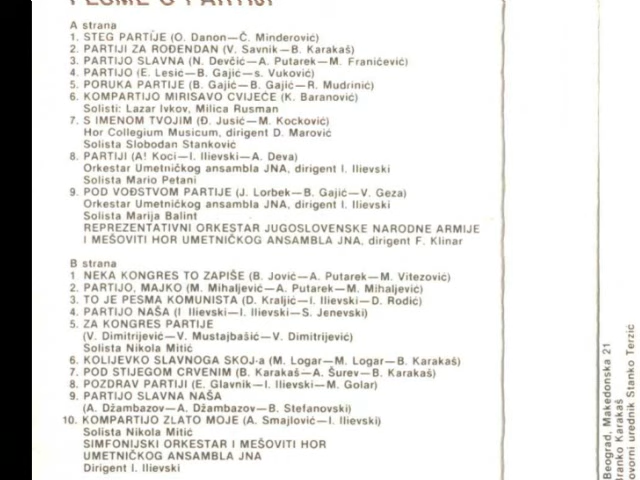 PESME O PARTIJI
A strana
1. STEG PARTIJE (O. Danon—Č. Minđerović)
2. PARTIJI ZA ROĐENDAN (V. Savnik—B. Karakaš)
3. PARTIJO SLAVNA (N. Devčić—A. Putarek—M. Franičević)
4. PARTIJO (E. Lesić—B. Gajić—s. Vuković)
5. PORUKA PARTIJE (B. Gajić—B. Gajić—R. Mudrinić)
6. KOMPARTIJO MIRISAVO CVIJEĆE (K. Baranović)
Solisti: Lazar Ivkov, Milica Rusman
7. S IMENOM TVOJIM (Đ. Jusić—M. Kocković)
Hor Collegium Musicum, dirigent D. Marović
Solista Slobodan Stanković
8. PARTIJI (A! Koci—I. Ilievski—A. Deva)
Orkestar Umetničkog ansambla JNA, dirigent I. Ilievski
Solista Mario Petani
9. POD VOĐSTVOM PARTIJE (J. Lorbek—B. Gajić—V. Geza)
Orkestar Umetničkog ansambla JNA, dirigent I. Ilievski
Solista Marija Balint
REPREZENTATIVNI ORKESTAR JUGOSLOVENSKE NARODNE ARMIJE
I MEŠOVITI HOR UMETNIČKOG ANSAMBLA JNA, dirigent F. Klinar
B strana
1 NEKA KONGRES TO ZAPIŠE (B. Jović—A. Putarek—M. Vitezović)
2. PARTIJO, MAJKO (M. Mihaljević—A. Putarek—M. Mihaljević)
3. TO JE PESMA KOMUNISTA (D. Kraljić—I. Ilievski—D. Rodić)
4. PARTIJO NAŠA (I Ilievski—I. Ilievski—S. Jenevski)
5. ZA KONGRES PARTIJE
(V. Dimitrijević—V. Mustajbašić—V. Dimitrijević)
Solista Nikola Mitić
6. KOLIJEVKO SLAVNOGA SKOJ-a (M. Logar—M. Logar—B. Karakaš)
7. POD STIJEGOM CRVENIM (B. Karakaš—A. Šurev—B. Karakaš)
8. POZDRAV PARTIJI (E. Glavnik—I. Ilievski—M. Golar)
9. PARTIJO SLAVNA NAŠA
(A. Džambazov—A. Džambazov—B. Stefanovski)
10. KOMPARTIJO ZLATO MOJE (A. Smajlović—I. Ilievski)
Solista Nikola Mitić
SIMFONIJSKI ORKESTAR I MEŠOVITI HOR
UMETNIČKOG ANSAMBLA JNA
Dirigent I. Ilievski
Beograd, Makedonska 21
Branko Karakaš
ovorni urednik Stanko Terzić